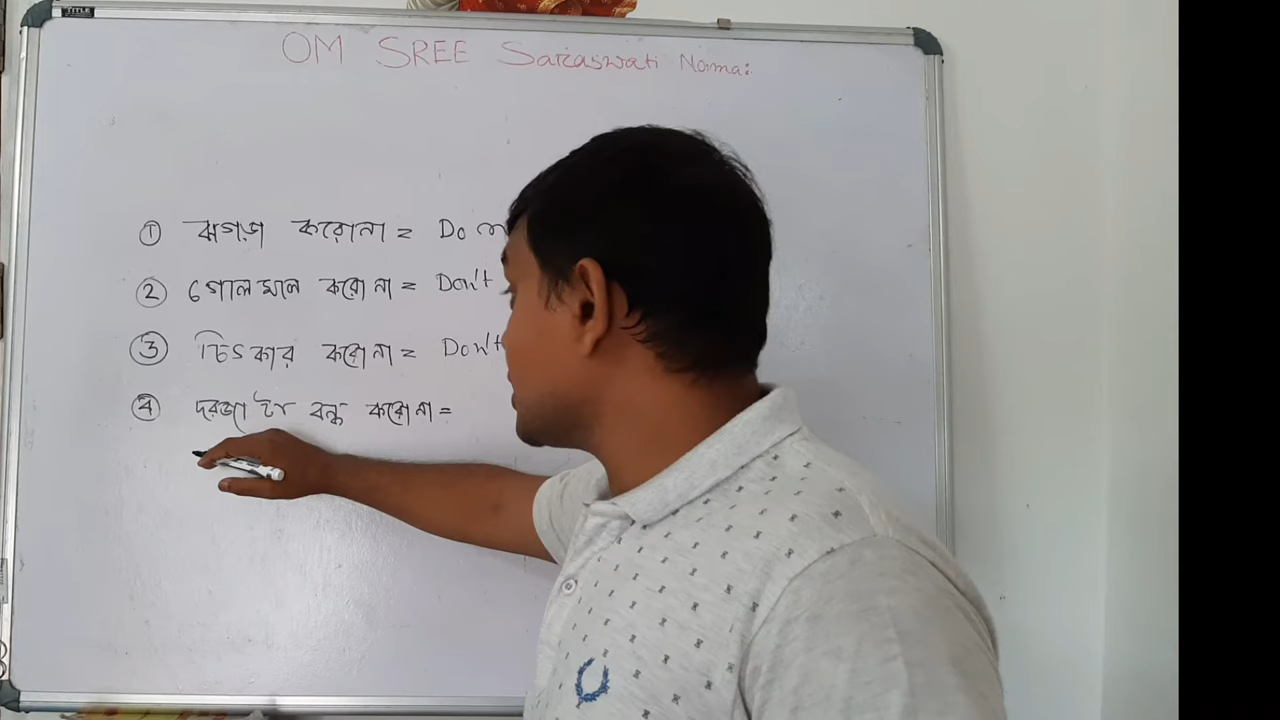 TITLE
OM SREE Saraswati Nama:
① ঝগড়া করোনা = Do
② গোলমাল করো না = Don't
③ চিৎকার করো না = Don't
④ দরজা টা বন্ধ করো না =